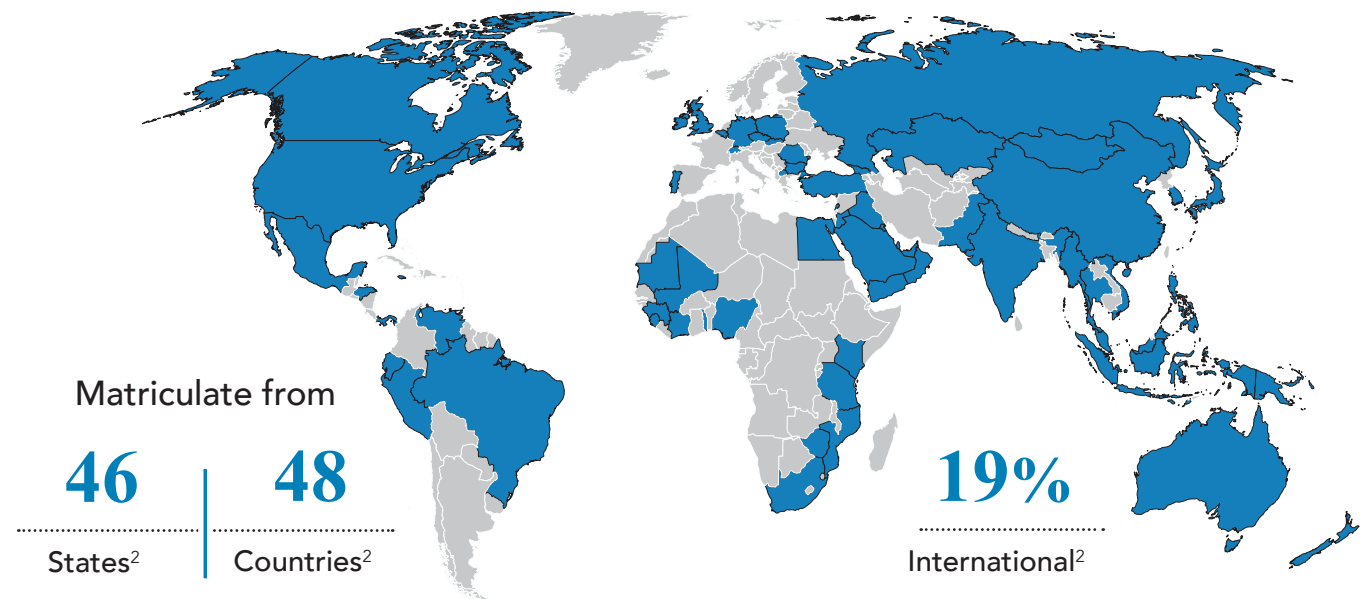 Matriculate from
46
States²
48
Countries²
19%
International²